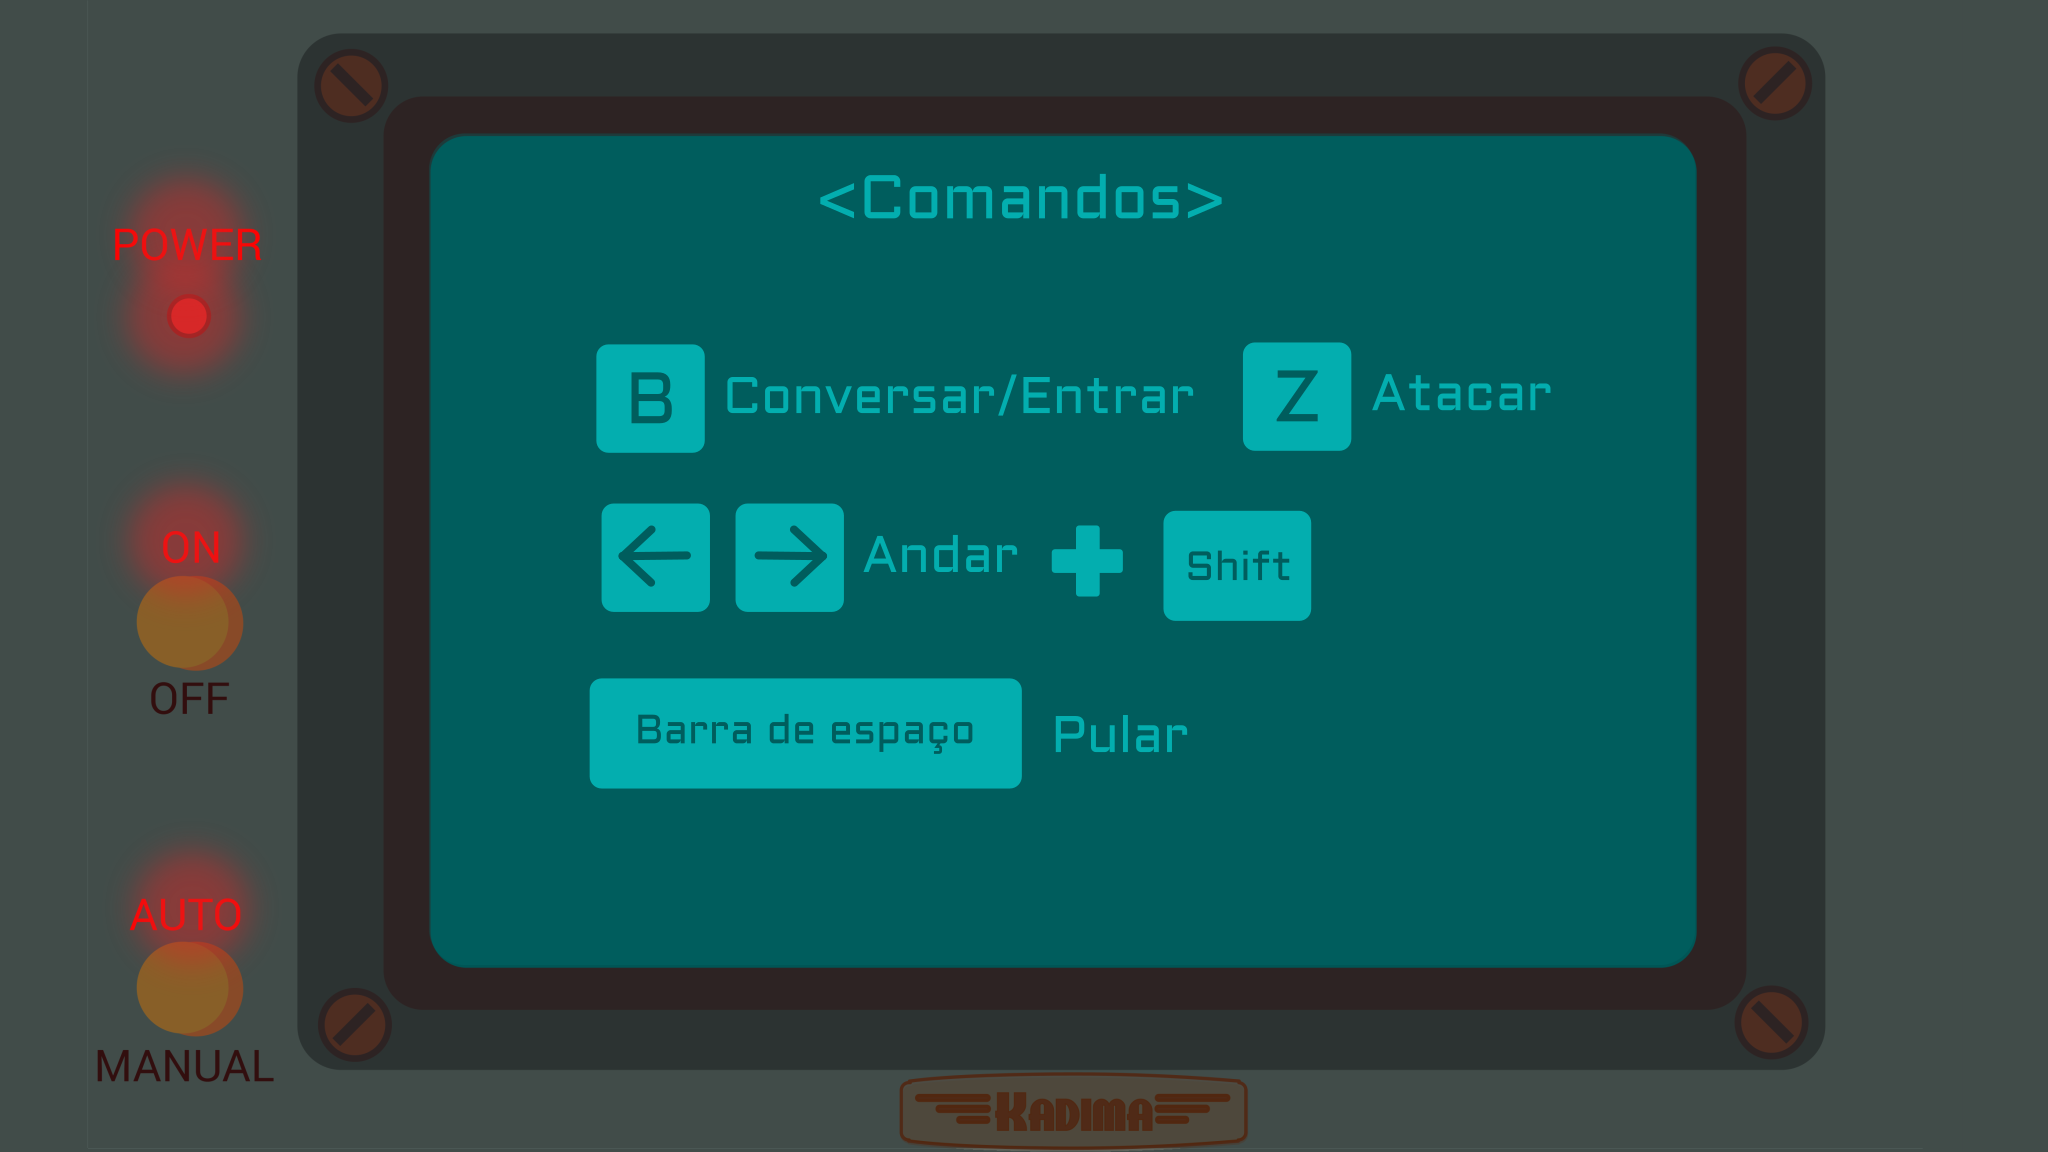 <Comandos>
POWER
B Conversar/Entrar Z Atacar
ON
Andar Shift
OFF
Barra de espaço Pular
AUTO
MANUAL
KADIMA